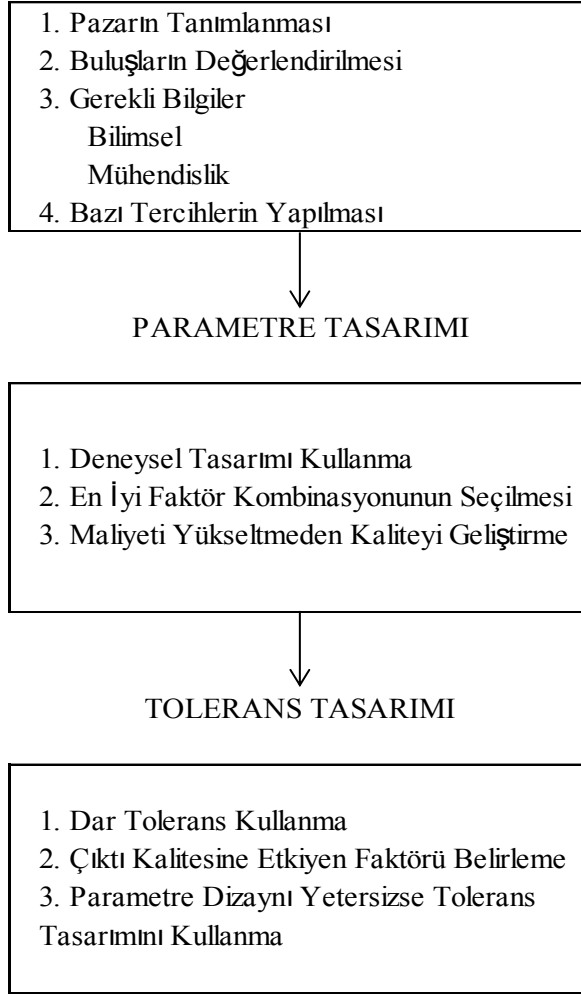 1. Pazarın Tanımlanması
2. Buluşların Değerlendirilmesi
3. Gerekli Bilgiler
Bilimsel
Mühendislik
4. Bazı Tercihlerin Yapılması
PARAMETRE TASARIMI
1. Deneysel Tasarımı Kullanma
2. En İyi Faktör Kombinasyonunun Seçilmesi
3. Maliyeti Yükseltmeden Kaliteyi Geliştirme
TOLERANS TASARIMI
1. Dar Tolerans Kullanma
2. Çıktı Kalitesine Etkiyen Faktörü Belirleme
3. Parametre Dizaynı Yetersizse Tolerans
Tasarımını Kullanma